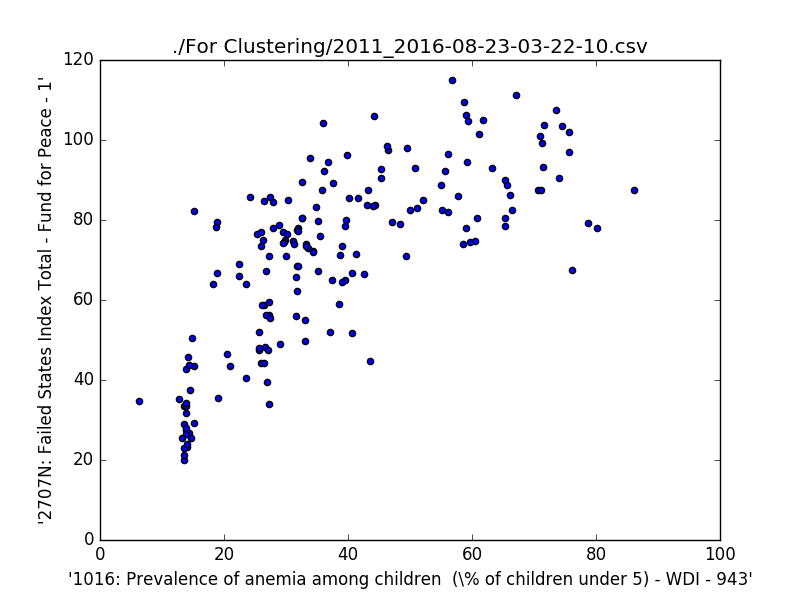 ./For Clustering/2011_2016-08-23-03-22-10.csv
'2707N: Failed States Index Total - Fund for Peace - 1'
120
100
80
60
40
20
0
0 20 40 60 80 100
'1016: Prevalence of anemia among children  (\% of children under 5) - WDI - 943'